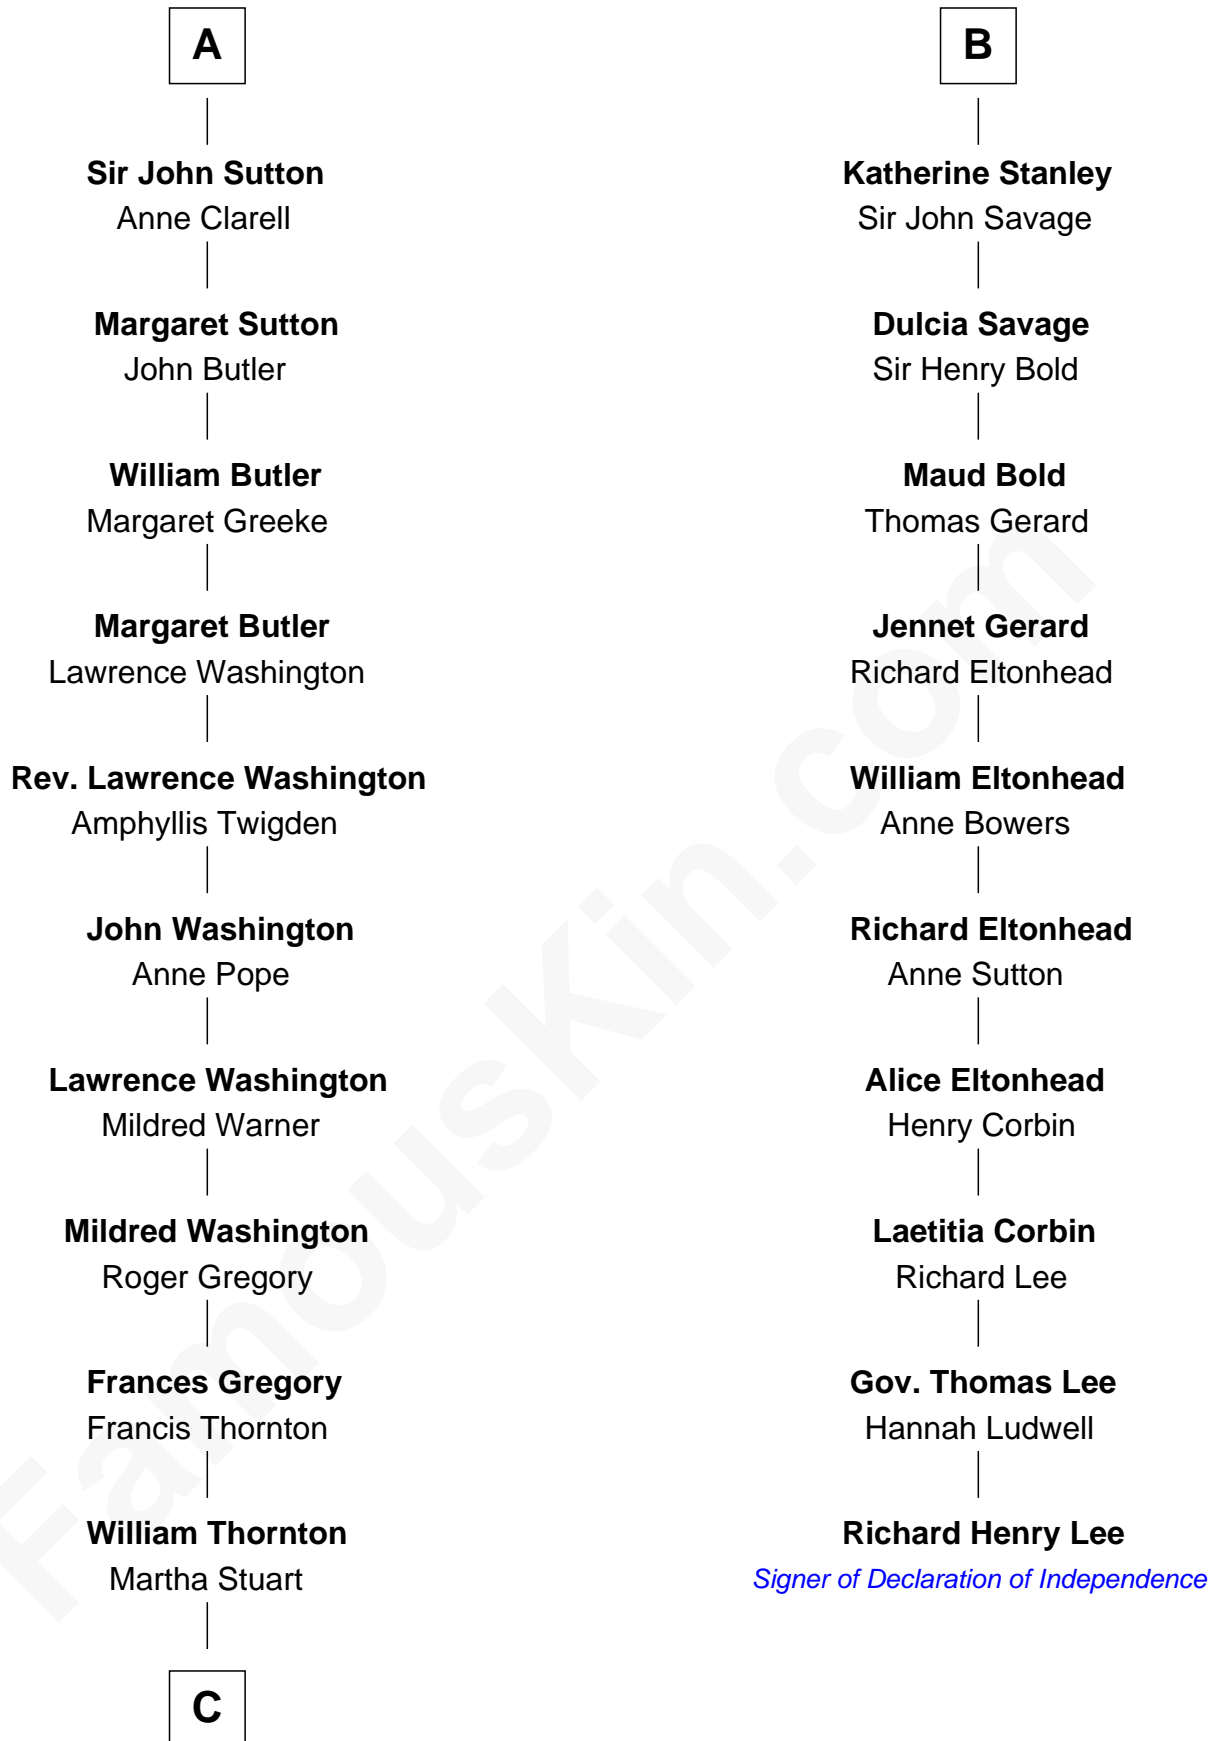 A
Sir John Sutton
Anne Clarell
Margaret Sutton
John Butler
William Butler
Margaret Greeke
Margaret Butler
Lawrence Washington
Rev. Lawrence Washington
Amphyllis Twigden
John Washington
Anne Pope
Lawrence Washington
Mildred Warner
Mildred Washington
Roger Gregory
Frances Gregory
Francis Thornton
William Thornton
Martha Stuart
C
B
Katherine Stanley
Sir John Savage
Dulcia Savage
Sir Henry Bold
Maud Bold
Thomas Gerard
Jennet Gerard
Richard Eltonhead
William Eltonhead
Anne Bowers
Richard Eltonhead
Anne Sutton
Alice Eltonhead
Henry Corbin
Laetitia Corbin
Richard Lee
Gov. Thomas Lee
Hannah Ludwell
Richard Henry Lee
Signer of Declaration of Independence
FamousKin.com